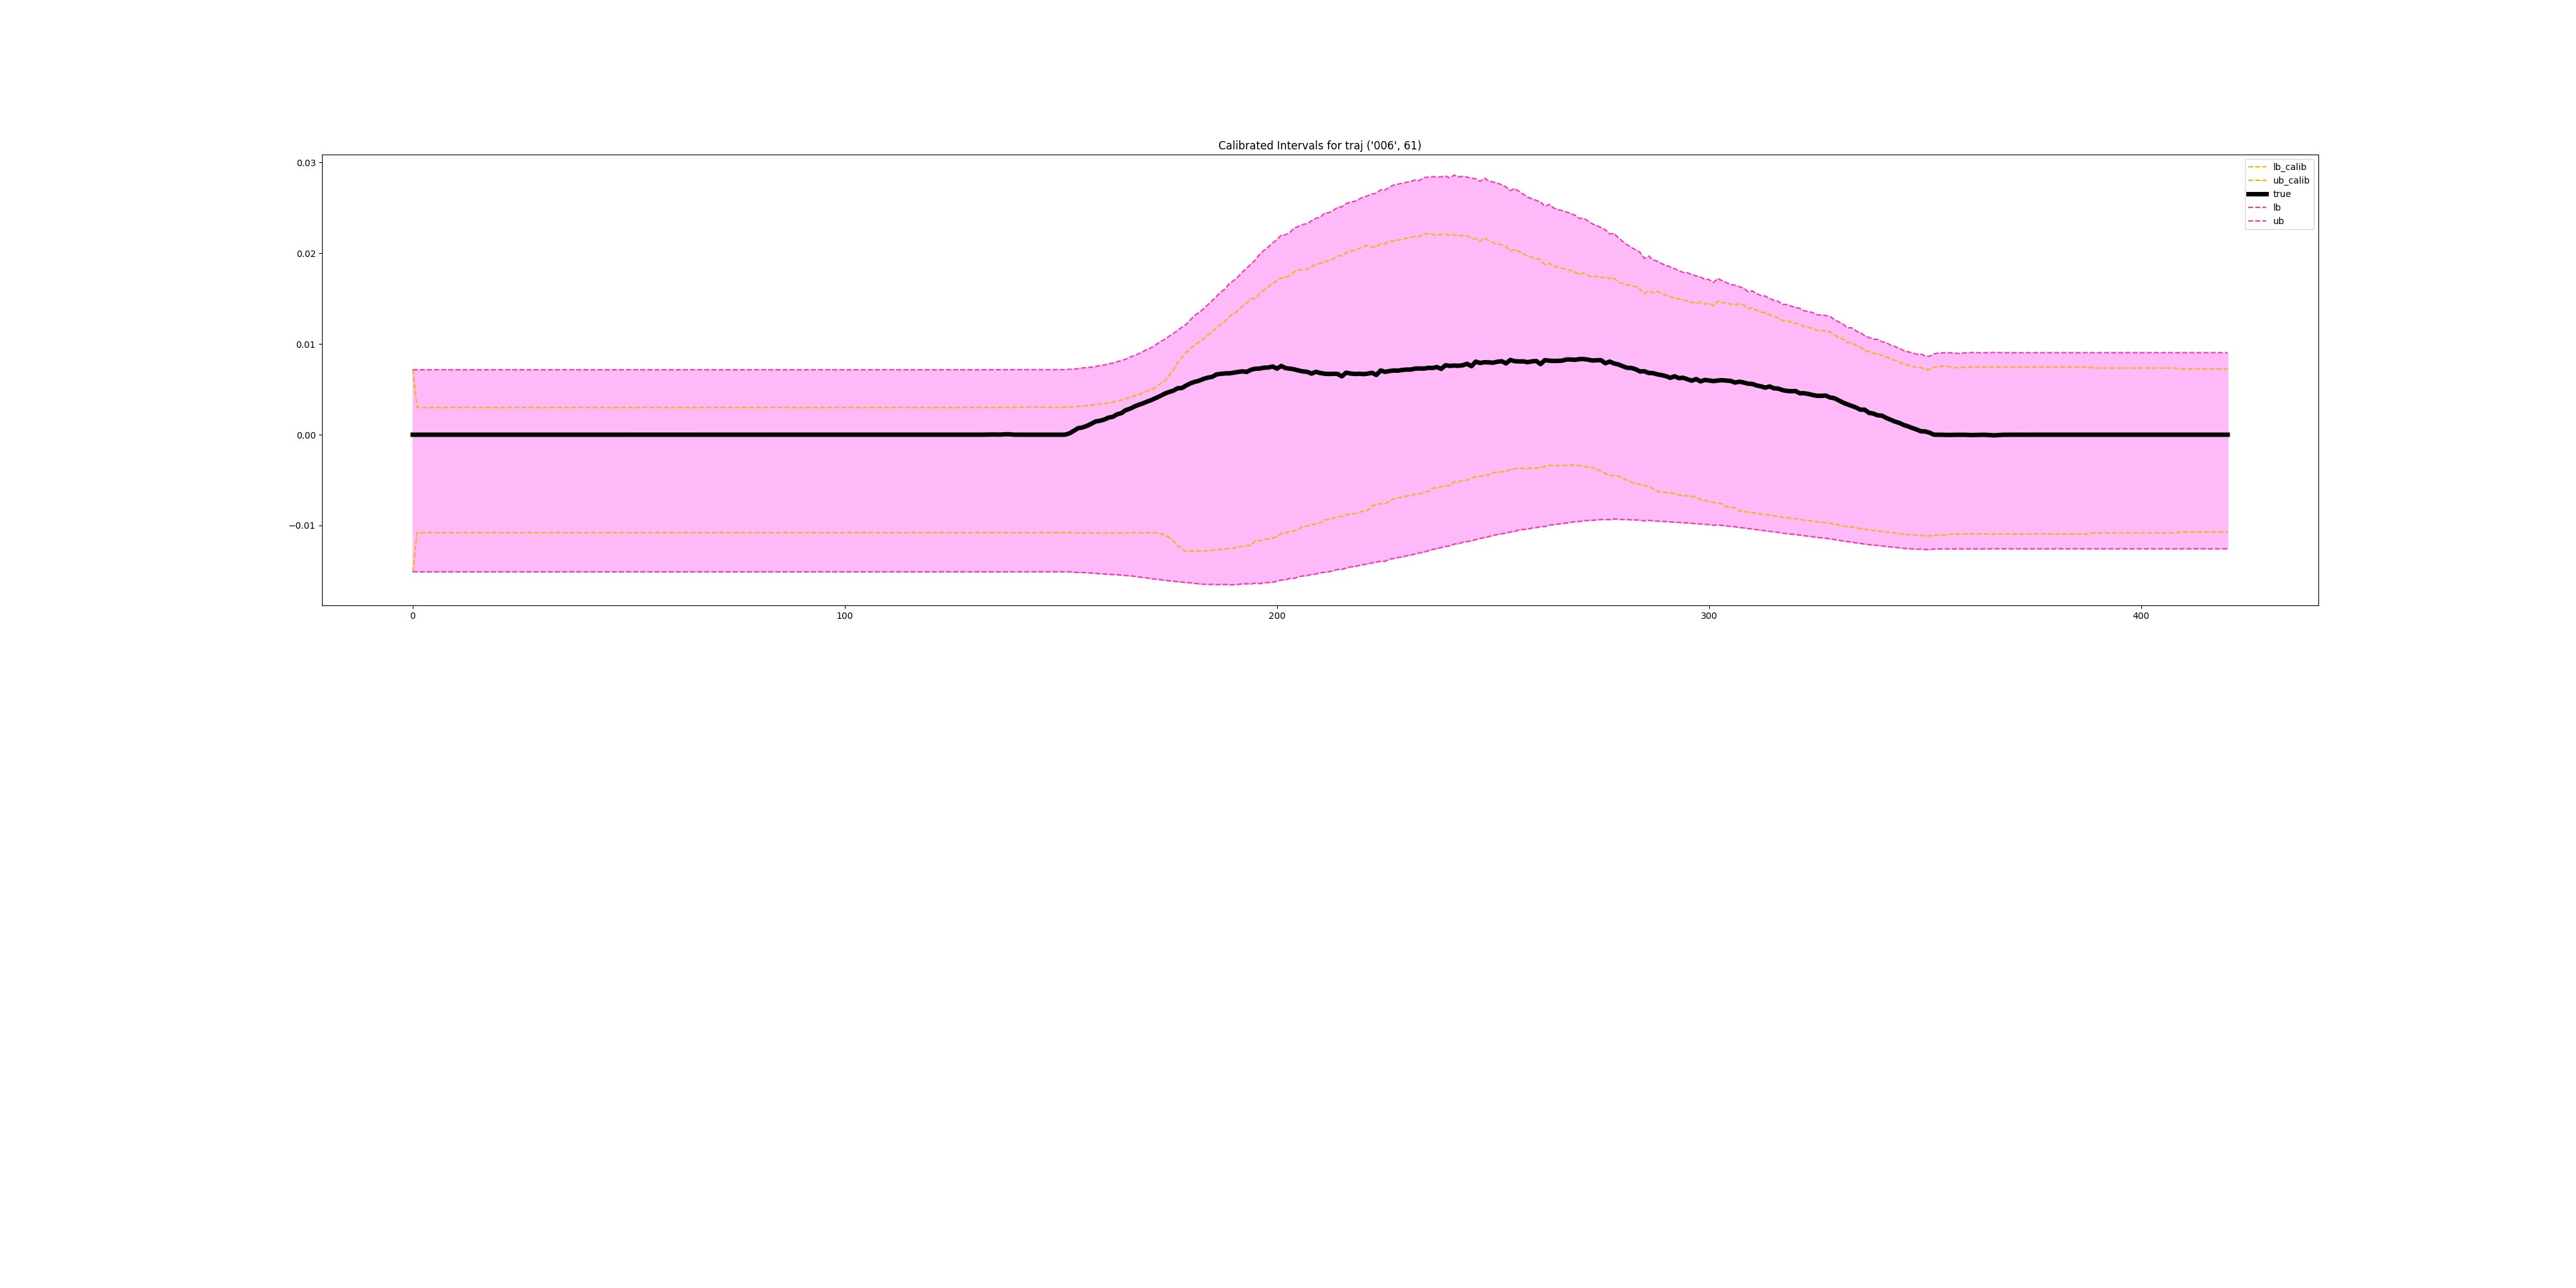 Calibrated Intervals for traj ('006', 61)
0.03
0.02
0.01
0.00
−0.01
0 100 200 300 400
lb_calib
ub_calib
true
lb
ub